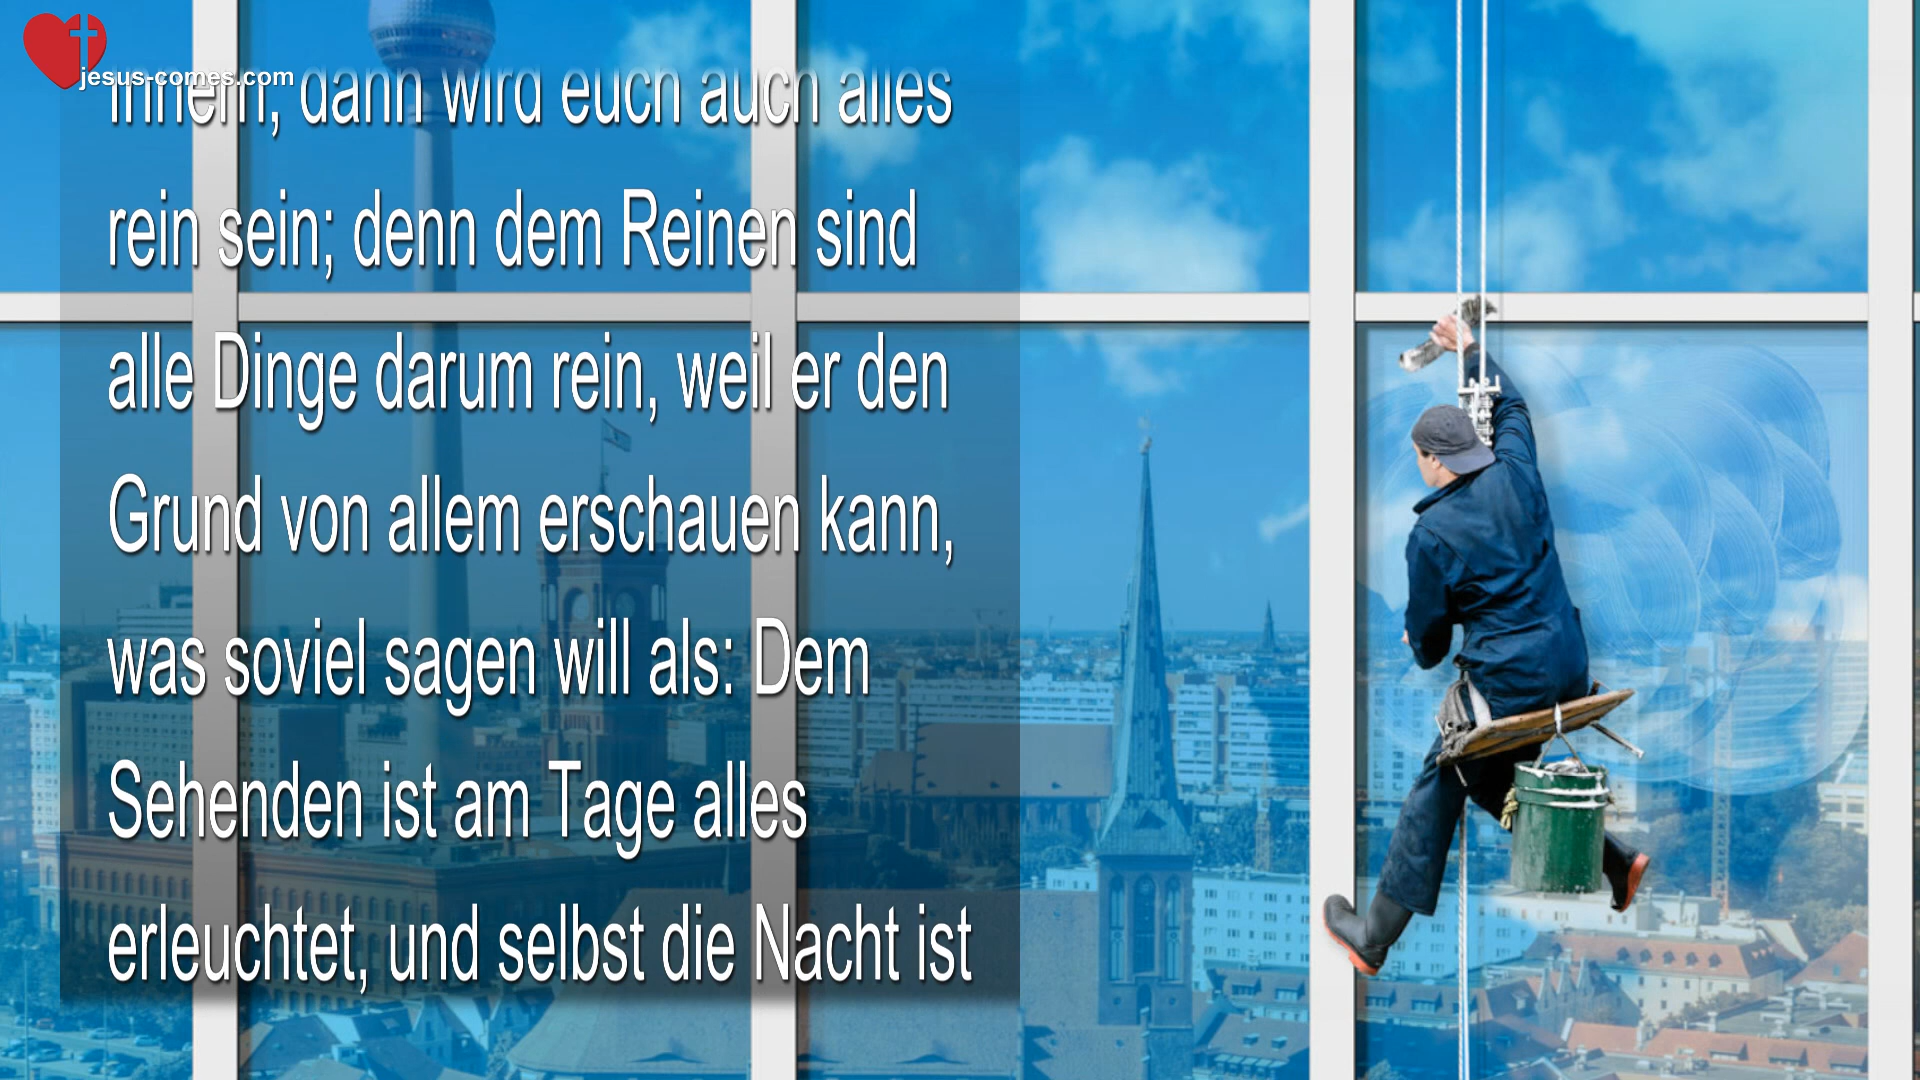 jesus-comes.com
Innern, dann wird euch auch alles
rein sein; denn dem Reinen sind
alle Dinge darum rein, weil er den
Grund von allem erschauen kann,
was soviel sagen will als: Dem
Sehenden ist am Tage alles
erleuchtet, und selbst die Nacht ist